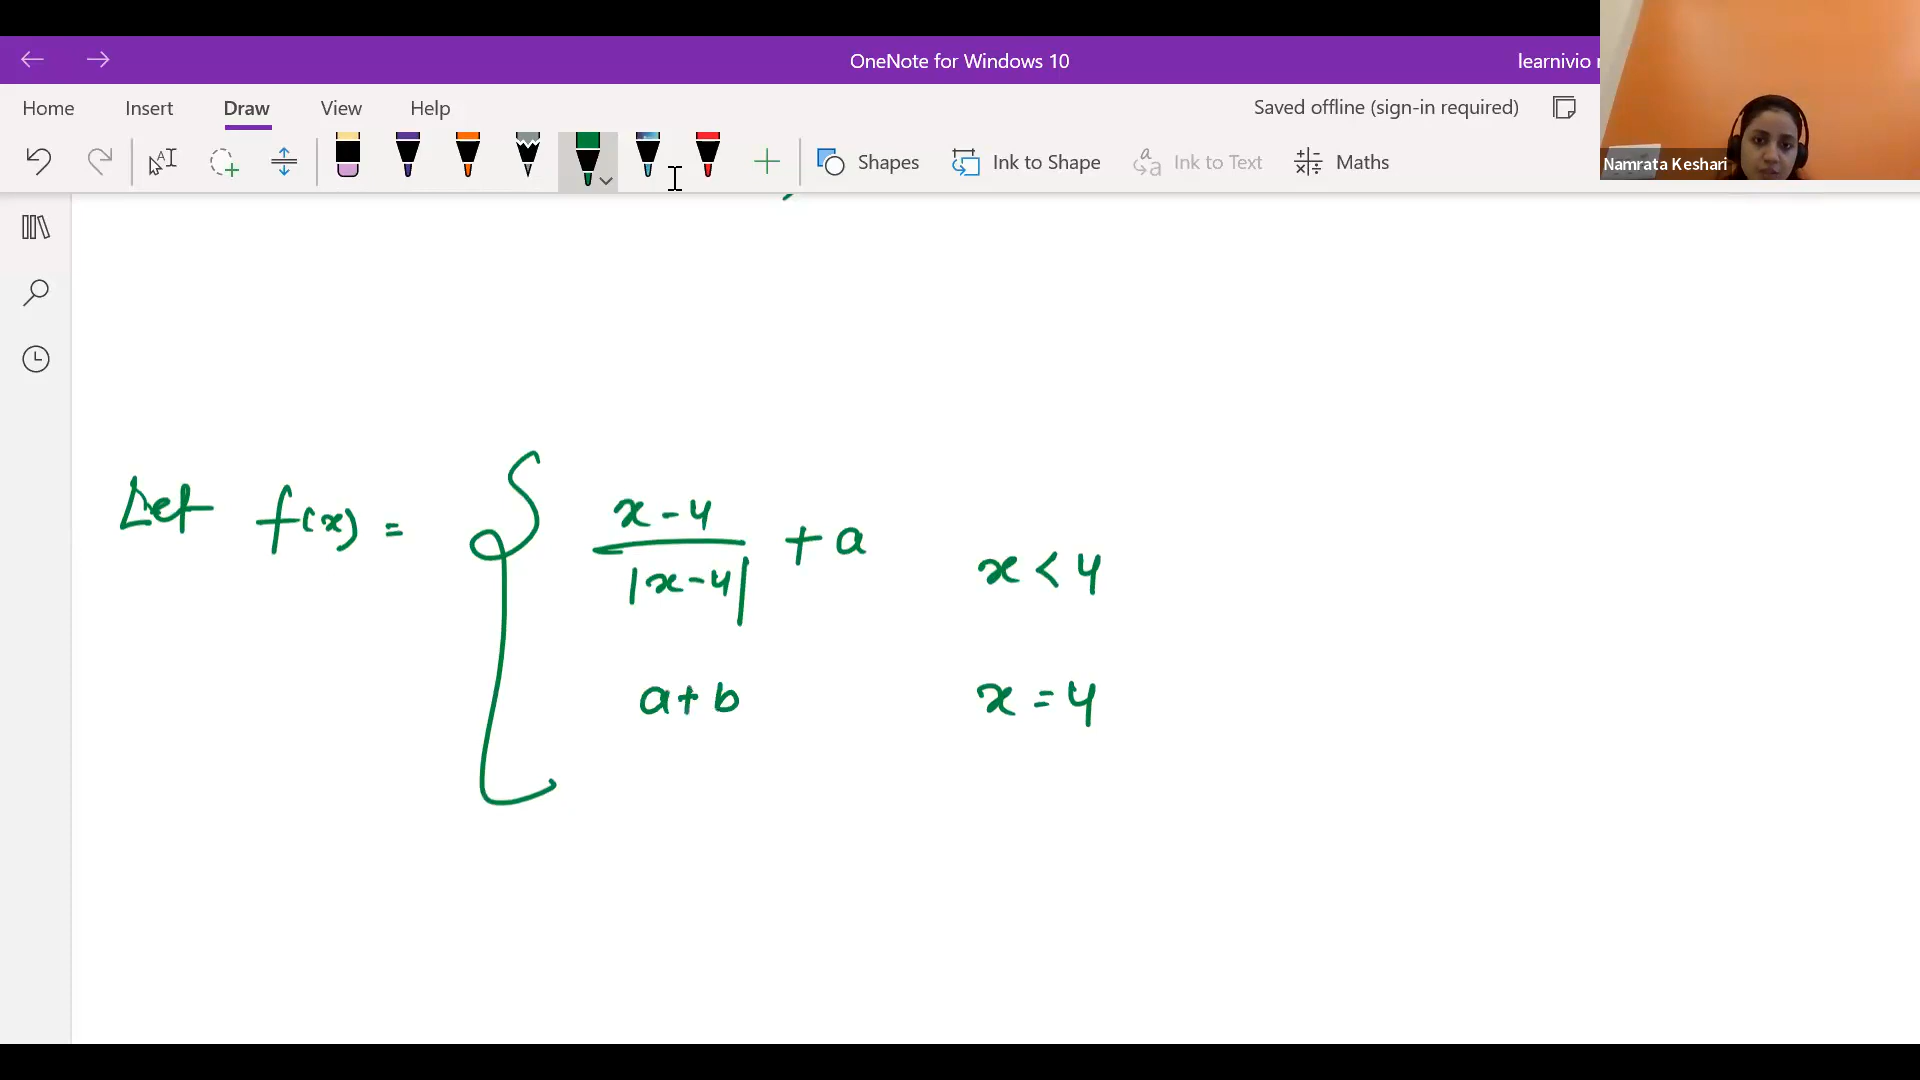 OneNote for Windows 10
learnivio
Home Insert Draw View Help
Saved offline (sign-in required)
Shapes Ink to Shape Ink to Text Maths
Namrata Keshari
Let f(x) = { x-4 / |x-4| + a x < 4
a+b x = 4